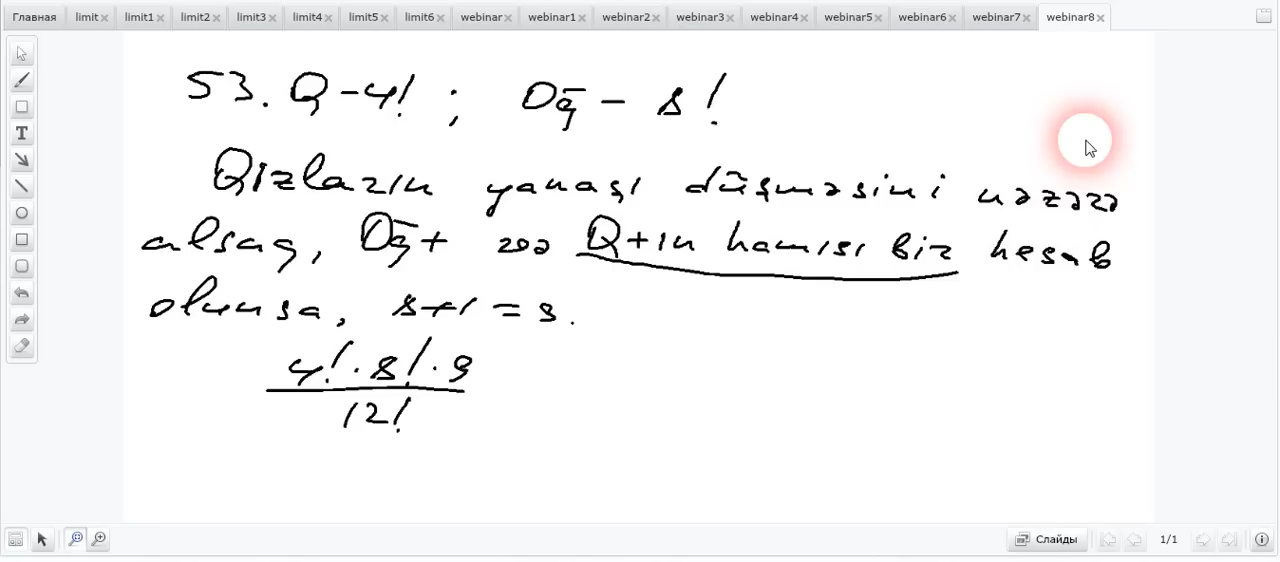 Главная limit limit1 limit2 limit3 limit4 limit5 limit6 webinar webinar1 webinar2 webinar3 webinar4 webinar5 webinar6 webinar7 webinar8
53. Q - 4! ; Oğ - 8!
Qızların yanaşı düşməsini nəzərə
alsaq, Oğ+ və Q+ın hamısı bir hesab
olunsa, 8+1 = 9.
4! · 8! · 9
12!
Слайды 1/1